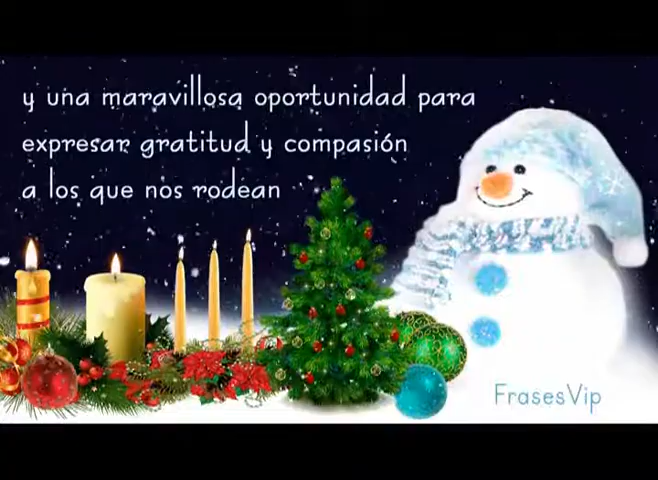 y una maravillosa oportunidad para
expresar gratitud y compasión
a los que nos rodean
FrasesVip